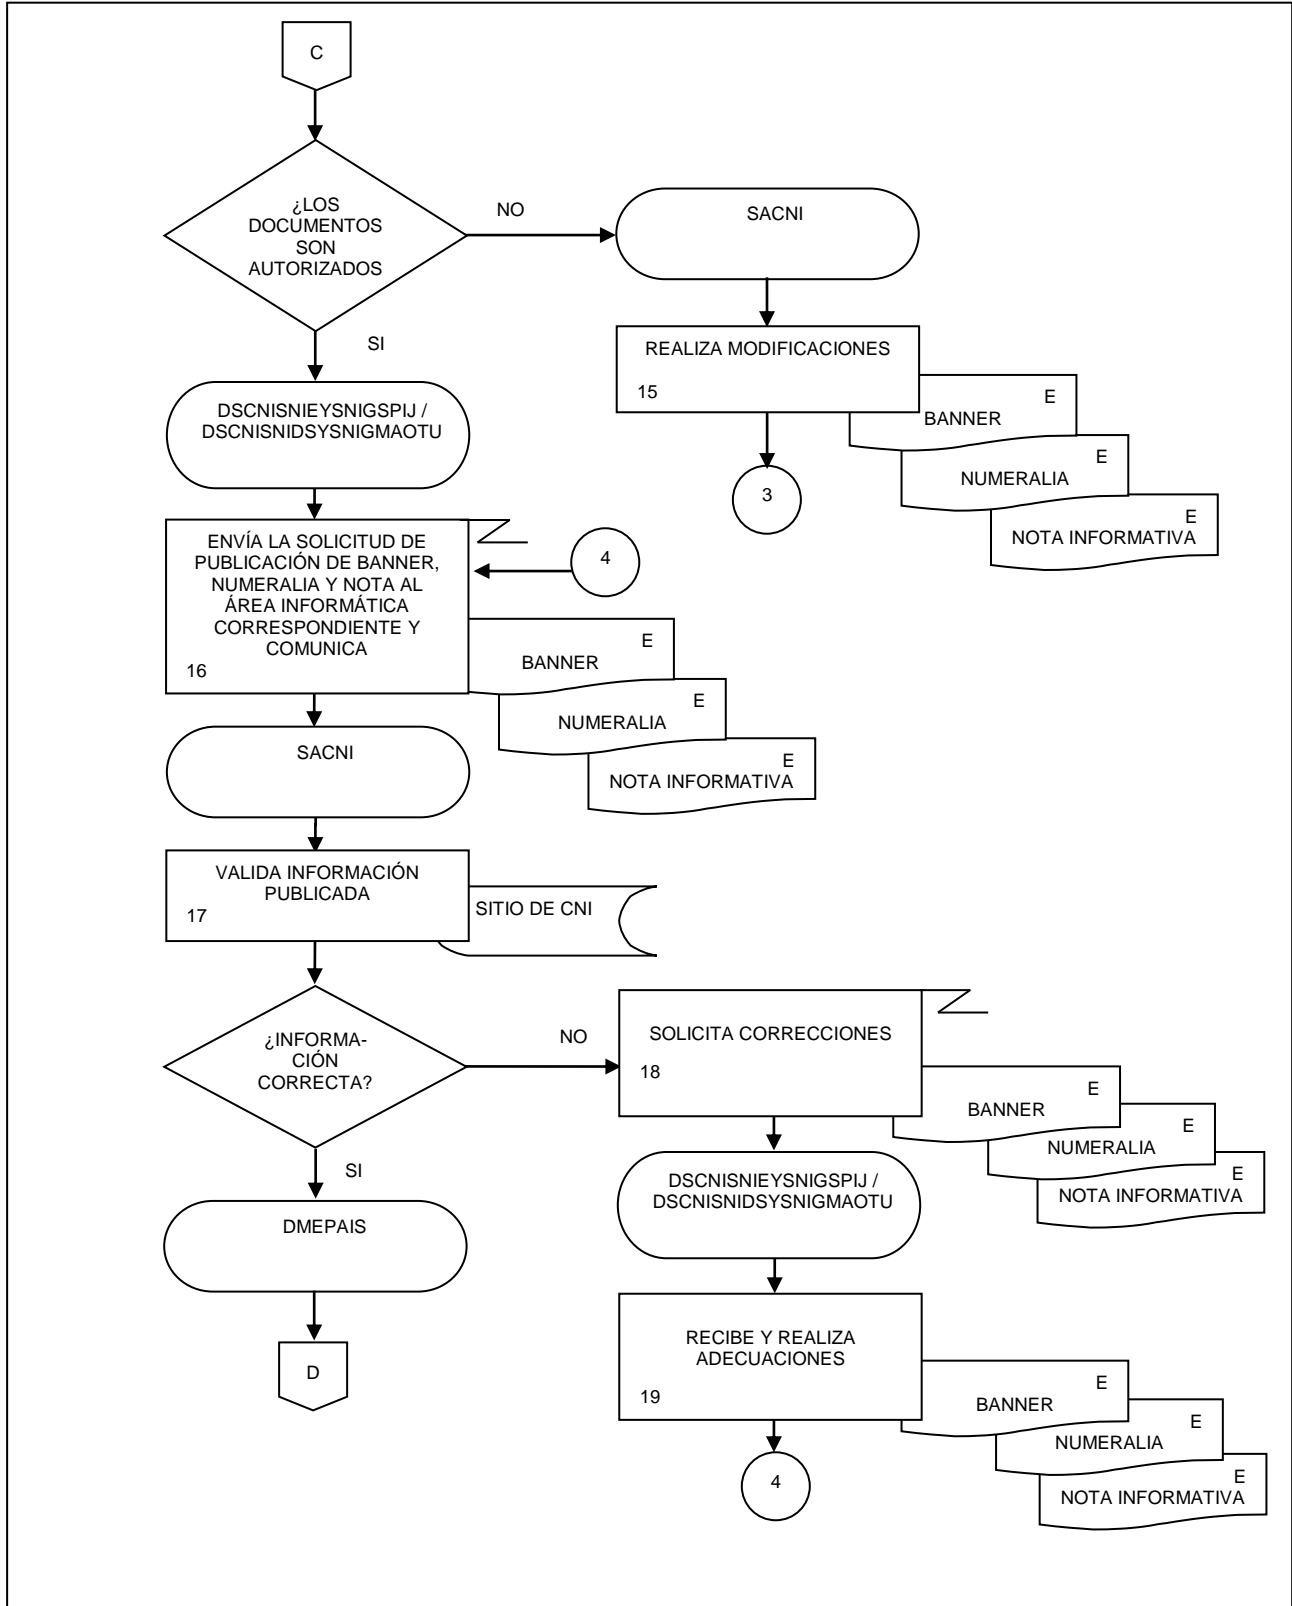 C
¿LOS
DOCUMENTOS
SON
AUTORIZADOS
NO
SACNI
SI
REALIZA MODIFICACIONES
15
E
BANNER
E
NUMERALIA
E
NOTA INFORMATIVA
3
DSCNISNIEYSNIGSPIJ /
DSCNISNIDSYSNIGMAOTU
ENVÍA LA SOLICITUD DE
PUBLICACIÓN DE BANNER,
NUMERALIA Y NOTA AL
ÁREA INFORMÁTICA
CORRESPONDIENTE Y
COMUNICA
16
4
E
BANNER
E
NUMERALIA
E
NOTA INFORMATIVA
SACNI
VALIDA INFORMACIÓN
PUBLICADA
17
SITIO DE CNI
¿INFORMA-
CIÓN
CORRECTA?
NO
SOLICITA CORRECCIONES
18
E
BANNER
E
NUMERALIA
E
NOTA INFORMATIVA
SI
DMEPAIS
D
DSCNISNIEYSNIGSPIJ /
DSCNISNIDSYSNIGMAOTU
RECIBE Y REALIZA
ADECUACIONES
19
E
BANNER
E
NUMERALIA
E
NOTA INFORMATIVA
4